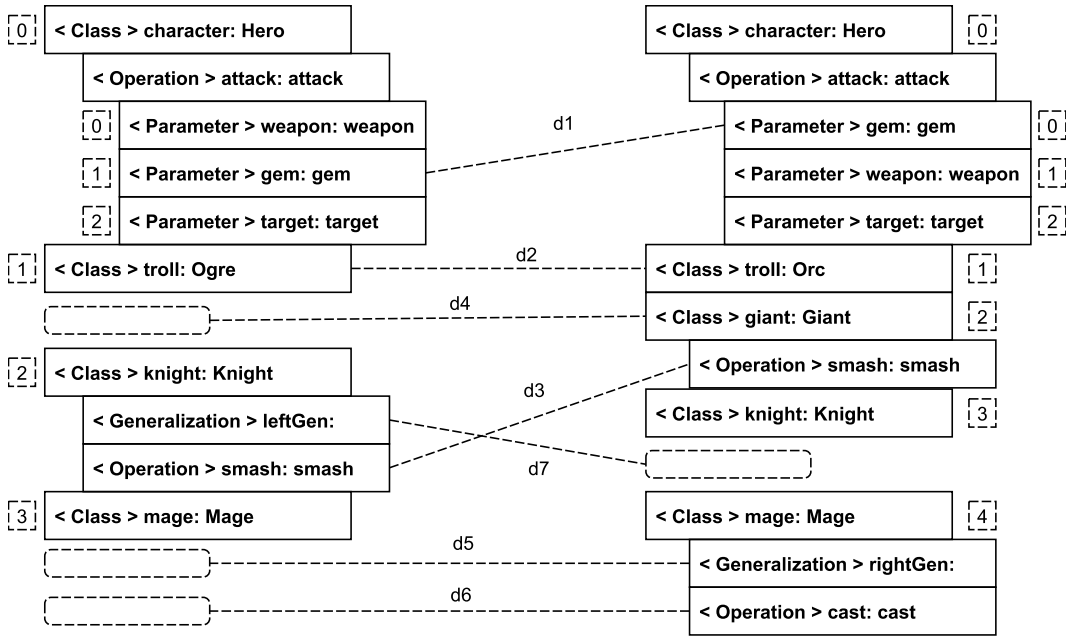 0 < Class > character: Hero < Class > character: Hero 0
< Operation > attack: attack < Operation > attack: attack
0 < Parameter > weapon: weapon d1 < Parameter > gem: gem 0
1 < Parameter > gem: gem < Parameter > weapon: weapon 1
2 < Parameter > target: target < Parameter > target: target 2
1 < Class > troll: Ogre d2 < Class > troll: Orc 1
d4 < Class > giant: Giant 2
2 < Class > knight: Knight < Operation > smash: smash
d3
< Generalization > leftGen: < Class > knight: Knight 3
< Operation > smash: smash d7
3 < Class > mage: Mage < Class > mage: Mage 4
d5 < Generalization > rightGen:
d6 < Operation > cast: cast